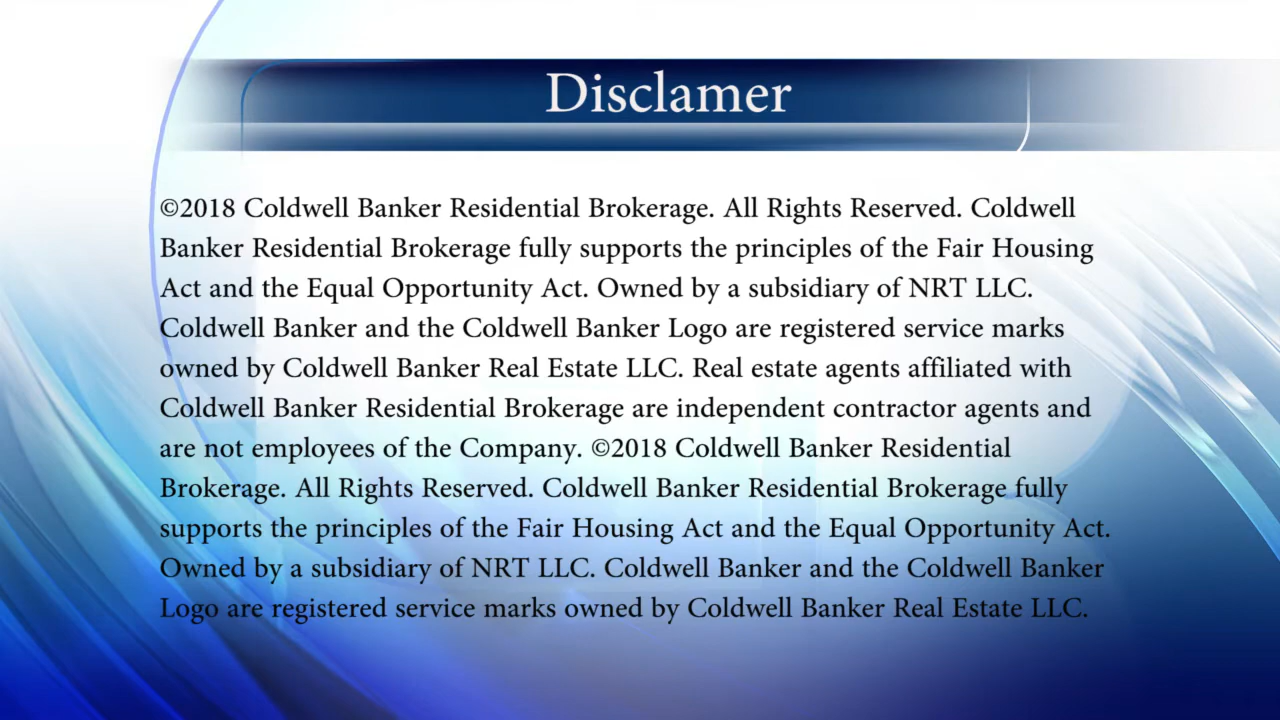 Disclamer
©2018 Coldwell Banker Residential Brokerage. All Rights Reserved. Coldwell
Banker Residential Brokerage fully supports the principles of the Fair Housing
Act and the Equal Opportunity Act. Owned by a subsidiary of NRT LLC.
Coldwell Banker and the Coldwell Banker Logo are registered service marks
owned by Coldwell Banker Real Estate LLC. Real estate agents affiliated with
Coldwell Banker Residential Brokerage are independent contractor agents and
are not employees of the Company. ©2018 Coldwell Banker Residential
Brokerage. All Rights Reserved. Coldwell Banker Residential Brokerage fully
supports the principles of the Fair Housing Act and the Equal Opportunity Act.
Owned by a subsidiary of NRT LLC. Coldwell Banker and the Coldwell Banker
Logo are registered service marks owned by Coldwell Banker Real Estate LLC.